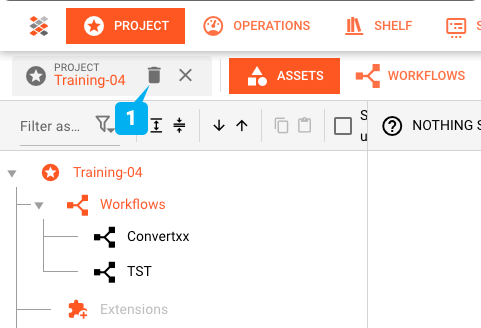 PROJECT
OPERATIONS
SHELF
S
PROJECT
Training-04
ASSETS
WORKFLOWS
1
Filter as...
S
u
NOTHING S
Training-04
Workflows
Convertxx
TST
Extensions